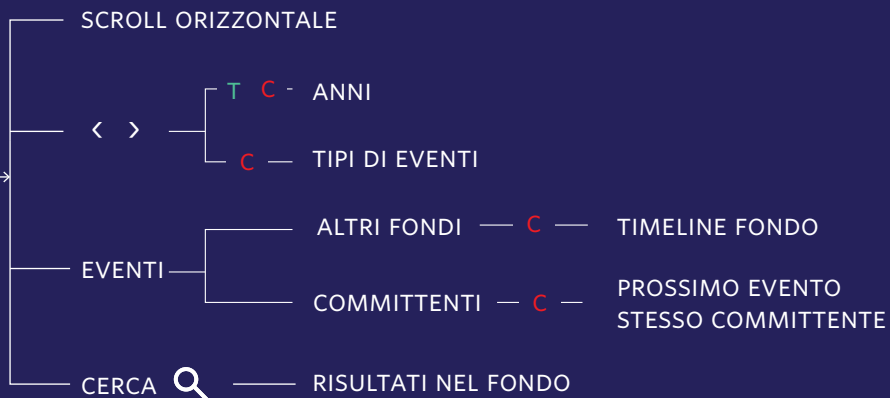 SCROLL ORIZZONTALE
T C ANNI
‹ ›
C TIPI DI EVENTI
ALTRI FONDI C TIMELINE FONDO
EVENTI
COMMITTENTI C PROSSIMO EVENTO
STESSO COMMITTENTE
CERCA RISULTATI NEL FONDO